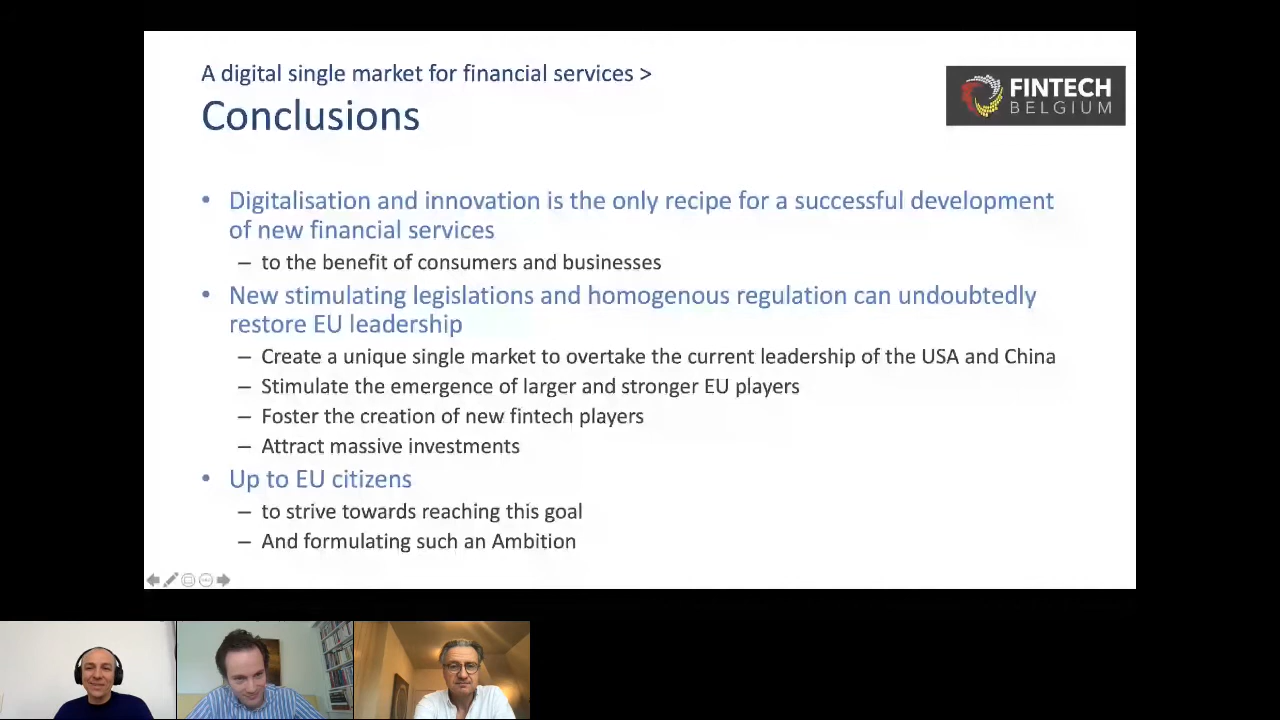 A digital single market for financial services >
Conclusions
FINTECH
BELGIUM
• Digitalisation and innovation is the only recipe for a successful development
of new financial services
– to the benefit of consumers and businesses
• New stimulating legislations and homogenous regulation can undoubtedly
restore EU leadership
– Create a unique single market to overtake the current leadership of the USA and China
– Stimulate the emergence of larger and stronger EU players
– Foster the creation of new fintech players
– Attract massive investments
• Up to EU citizens
– to strive towards reaching this goal
– And formulating such an Ambition